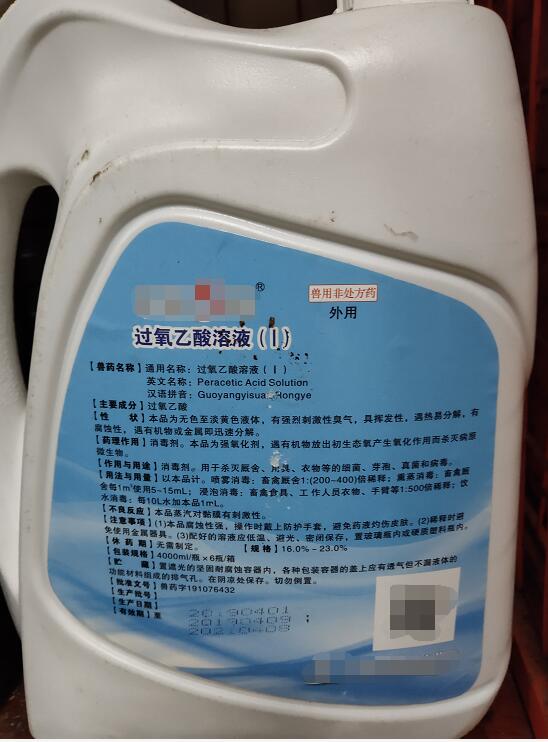 ®
兽用非处方药
外用
过氧乙酸溶液(Ⅰ)
【兽药名称】通用名称：过氧乙酸溶液(Ⅰ)
英文名称：Peracetic Acid Solution
汉语拼音：Guoyangyisuan Rongye
【主要成分】过氧乙酸
【性 状】本品为无色至淡黄色液体，有强烈刺激性臭气，具挥发性，遇热易分解，有
腐蚀性，遇有机物或金属即迅速分解。
【药理作用】消毒剂。本品为强氧化剂，遇有机物放出初生态氧产生氧化作用而杀灭病原
微生物。
【作用与用途】消毒剂。用于杀灭厩舍、用具、衣物等的细菌、芽孢、真菌和病毒。
【用法与用量】以本品计。喷雾消毒：畜禽厩舍1:(200~400)倍稀释；熏蒸消毒：畜禽厩
舍每1m³使用5~15mL；浸泡消毒：畜禽食具、工作人员衣物、手臂等1:500倍稀释；饮
水消毒：每10L水加本品1mL。
【不良反应】本品蒸汽对黏膜有刺激性。
【注意事项】(1)本品腐蚀性强，操作时戴上防护手套，避免药液灼伤皮肤。(2)稀释时避
免使用金属器具。(3)配好的溶液应低温、避光、密闭保存，置玻璃瓶内或硬质塑料瓶内。
【休 药 期】无需制定。 【规 格】16.0%~23.0%
【包装规格】4000ml/瓶×6瓶/箱
【贮 藏】置遮光的坚固耐腐蚀容器内，各种包装容器的盖上应有透气但不漏液体的
功能材料组成的排气孔。在阴凉处保存。切勿倒置。
【批准文号】兽药字191076432
【生产批号】 20190401
【生产日期】 20190409
【有效期】至 20210408